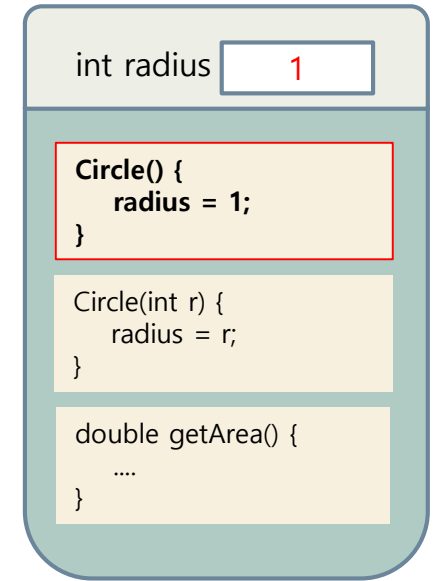 int radius 1
Circle() {
radius = 1;
}
Circle(int r) {
radius = r;
}
double getArea() {
....
}